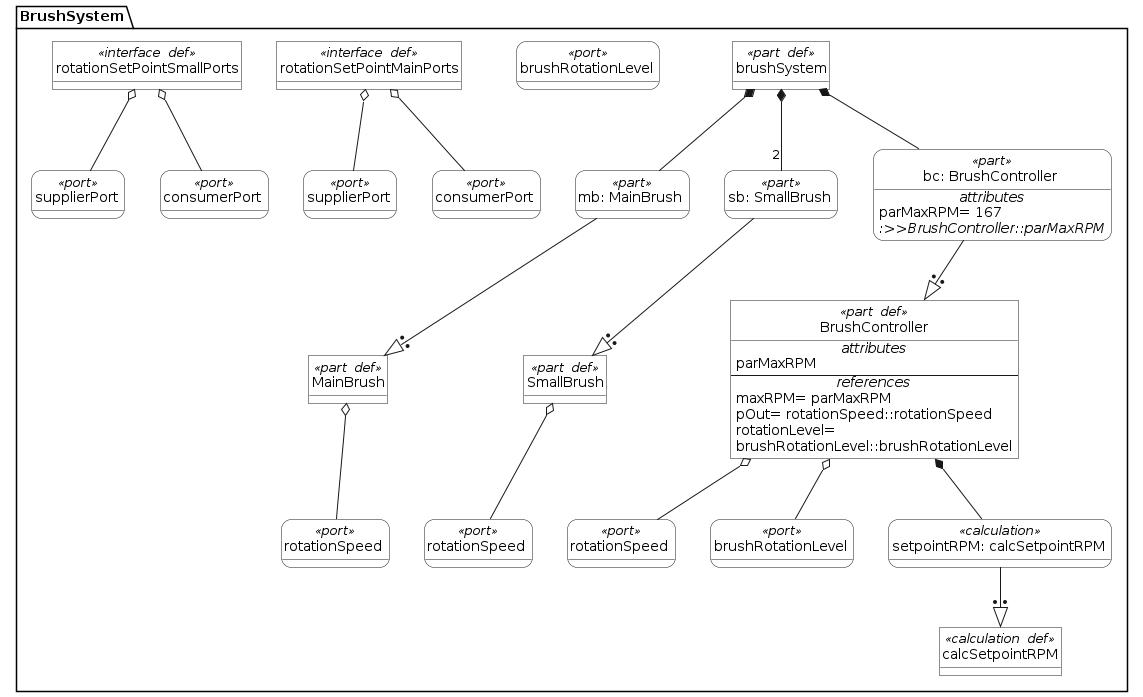 BrushSystem
«interface def»
rotationSetPointSmallPorts
«interface def»
rotationSetPointMainPorts
«port»
brushRotationLevel
«part def»
brushSystem
2
«port»
supplierPort
«port»
consumerPort
«port»
supplierPort
«port»
consumerPort
«part»
mb: MainBrush
«part»
sb: SmallBrush
«part»
bc: BrushController
attributes
parMaxRPM= 167
:>>BrushController::parMaxRPM
«part def»
MainBrush
«part def»
SmallBrush
«part def»
BrushController
attributes
parMaxRPM
references
maxRPM= parMaxRPM
pOut= rotationSpeed::rotationSpeed
rotationLevel=
brushRotationLevel::brushRotationLevel
«port»
rotationSpeed
«port»
rotationSpeed
«port»
rotationSpeed
«port»
brushRotationLevel
«calculation»
setpointRPM: calcSetpointRPM
«calculation def»
calcSetpointRPM